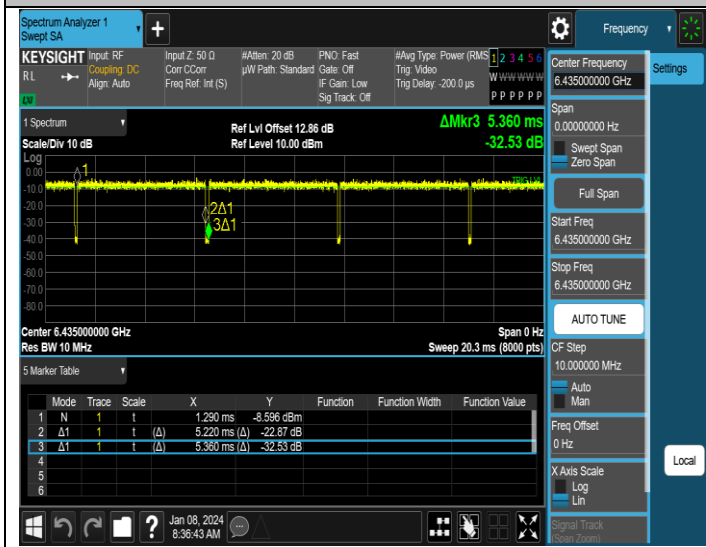 Spectrum Analyzer 1
Swept SA
+
Frequency
KEYSIGHT Input: RF Input Z: 50 Ω #Atten: 20 dB PNO: Fast #Avg Type: Power (RMS 1 2 3 4 5 6
RL Coupling: DC Corr CCorr µW Path: Standard Gate: Off Trig: Video W W W W W W
Align: Auto Freq Ref: Int (S) IF Gain: Low Trig Delay: -200.0 µs
LXI Sig Track: Off P P P P P P
1 Spectrum
Ref Lvl Offset 12.86 dB
ΔMkr3 5.360 ms
Scale/Div 10 dB Ref Level 10.00 dBm -32.53 dB
Log
0.00
-10.0
-20.0
-30.0
-40.0
-50.0
-60.0
-70.0
-80.0
1
TRIG LVL
2Δ1
3Δ1
Center 6.435000000 GHz Span 0 Hz
Res BW 10 MHz Sweep 20.3 ms (8000 pts)
5 Marker Table
Mode Trace Scale X Y Function Function Width Function Value
1 N 1 t 1.290 ms -8.596 dBm
2 Δ1 1 t (Δ) 5.220 ms (Δ) -22.87 dB
3 Δ1 1 t (Δ) 5.360 ms (Δ) -32.53 dB
4
5
6
Jan 08, 2024
8:36:43 AM
?
Center Frequency
6.435000000 GHz
Settings
Span
0.00000000 Hz
Swept Span
Zero Span
Full Span
Start Freq
6.435000000 GHz
Stop Freq
6.435000000 GHz
AUTO TUNE
CF Step
10.000000 MHz
Auto
Man
Freq Offset
0 Hz
X Axis Scale
Log
Lin
Signal Track
(Span Zoom)
Local